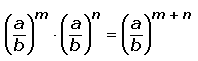 (a/b)^m · (a/b)^n = (a/b)^(m + n)